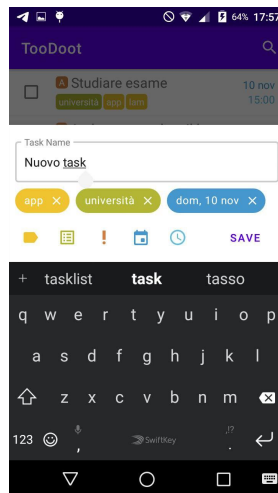 64% 17:57
TooDoot
A Studiare esame 10 nov
università app lam 15:00
Task Name
Nuovo task
app × università × dom, 10 nov ×
! SAVE
+ tasklist task tasso
q w e r t y u i o p
a s d f g h j k l
z x c v b n m
123 , SwiftKey ,!? .